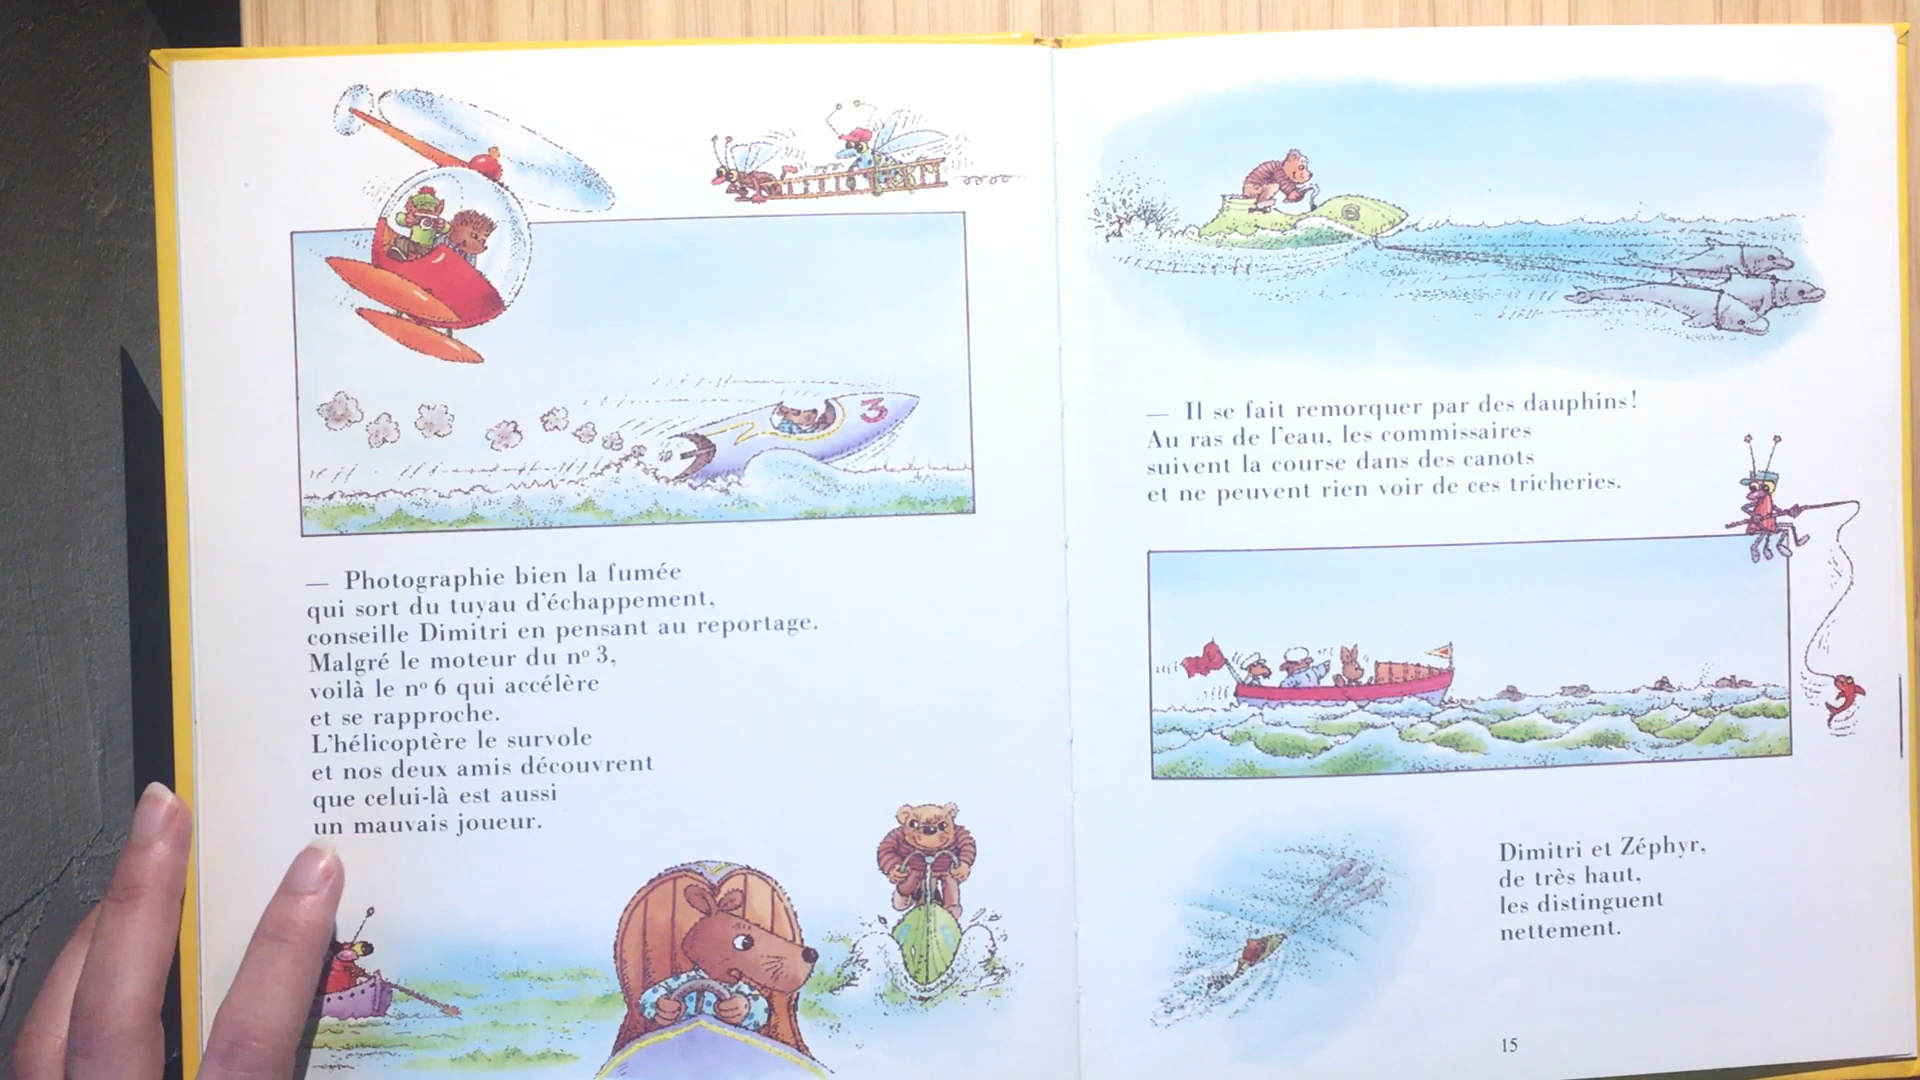 3
— Photographie bien la fumée
qui sort du tuyau d'échappement,
conseille Dimitri en pensant au reportage.
Malgré le moteur du nº 3,
voilà le nº 6 qui accélère
et se rapproche.
L'hélicoptère le survole
et nos deux amis découvrent
que celui-là est aussi
un mauvais joueur.
6
— Il se fait remorquer par des dauphins !
Au ras de l'eau, les commissaires
suivent la course dans des canots
et ne peuvent rien voir de ces tricheries.
Dimitri et Zéphyr,
de très haut,
les distinguent
nettement.
15